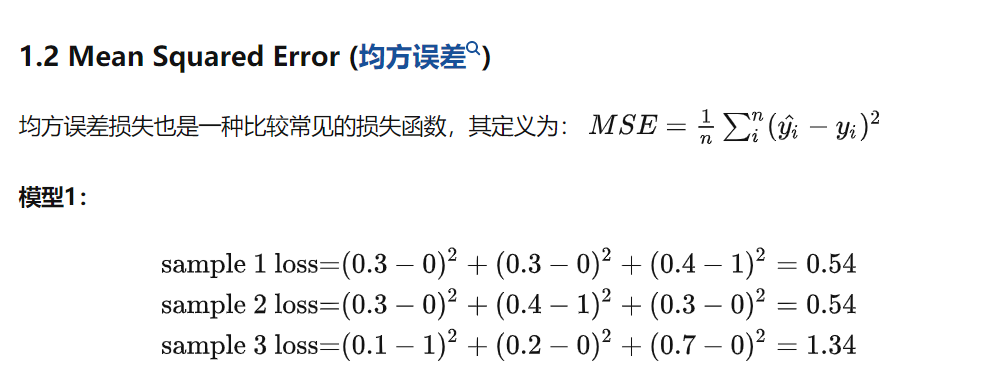 1.2 Mean Squared Error (均方误差)
均方误差损失也是一种比较常见的损失函数，其定义为： $MSE = \frac{1}{n} \sum_{i}^{n} (\hat{y_i} - y_i)^2$
模型1：
sample 1 loss=(0.3 − 0)² + (0.3 − 0)² + (0.4 − 1)² = 0.54
sample 2 loss=(0.3 − 0)² + (0.4 − 1)² + (0.3 − 0)² = 0.54
sample 3 loss=(0.1 − 1)² + (0.2 − 0)² + (0.7 − 0)² = 1.34